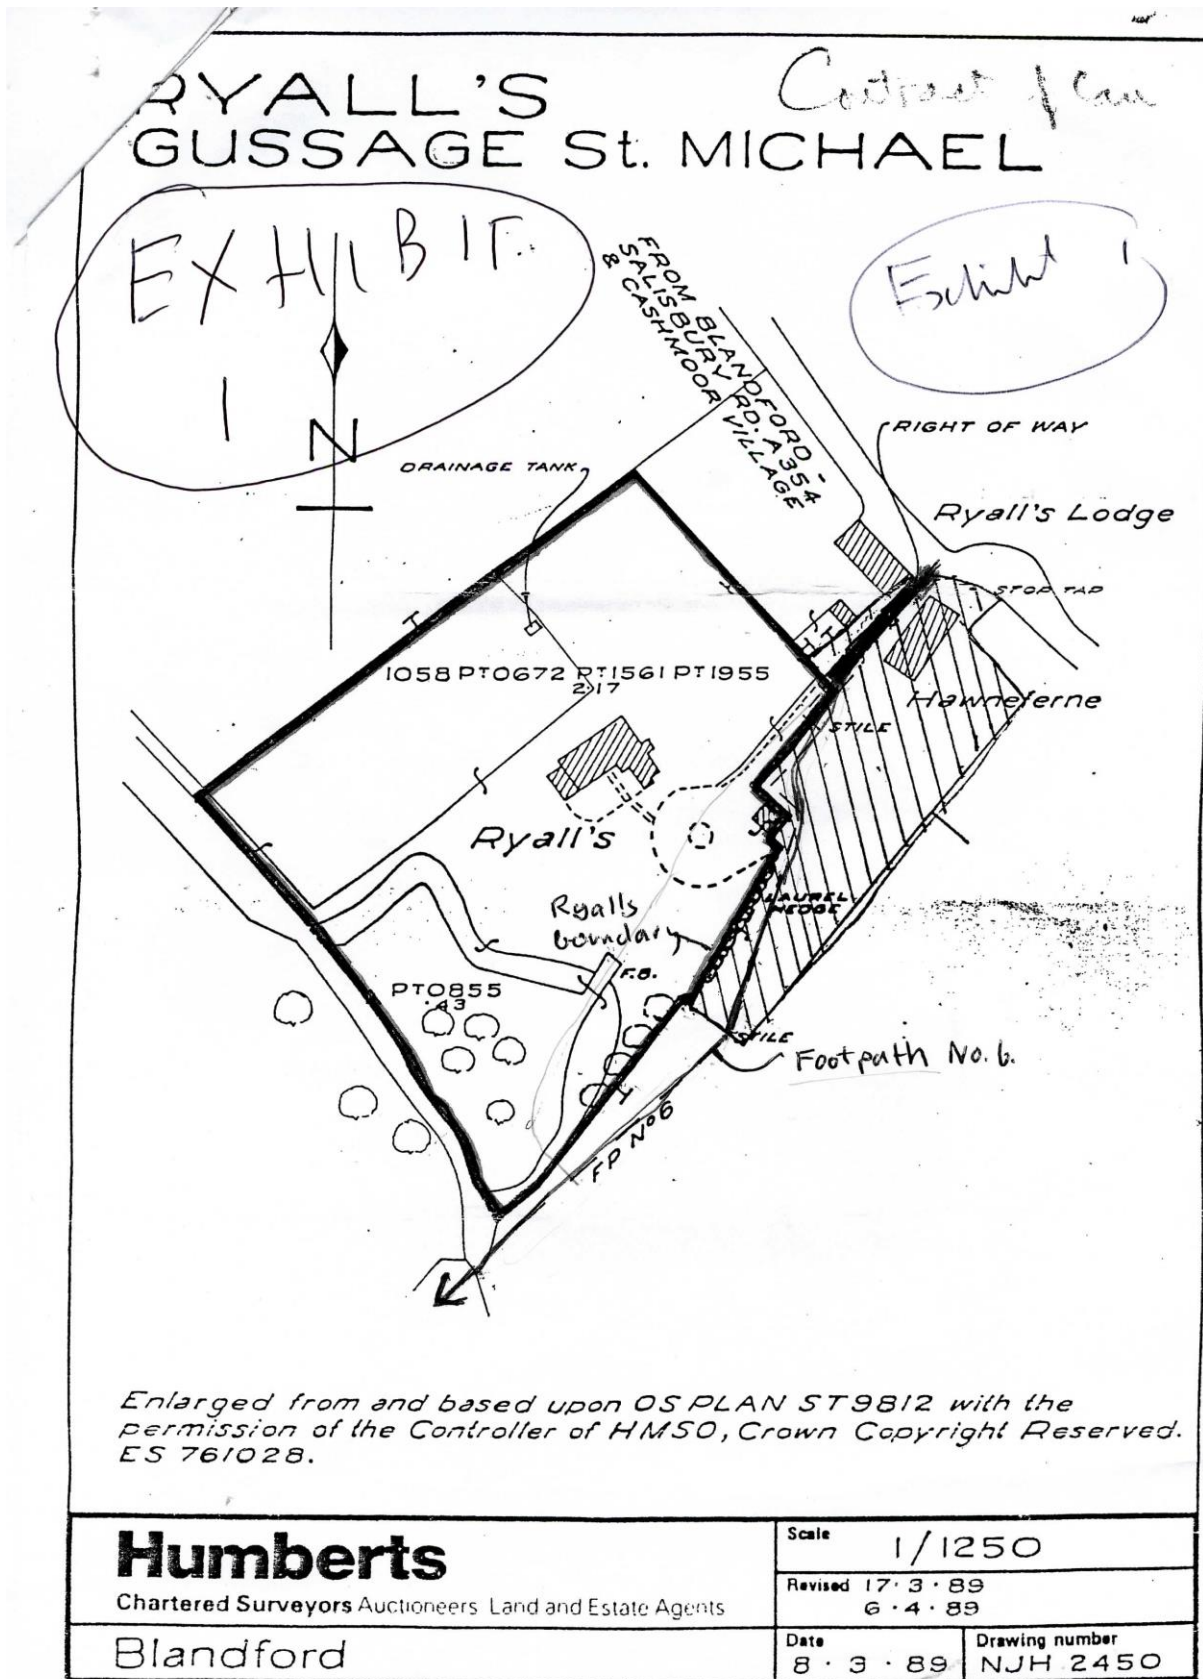 RYALL'S
GUSSAGE St. MICHAEL
Contract plan
EXHIBIT
1
N
Exhibit 1
FROM BLANDFORD -
SALISBURY RD. A354
& CASHMOOR VILLAGE
RIGHT OF WAY
DRAINAGE TANK
Ryall's Lodge
STOP TAP
1058 PT0672 PT1561 PT1955
2·17
Hawneferne
STILE
Ryall's
LAUREL
HEDGE
Ryalls
boundary
F.B.
PT0855
·43
STILE
Footpath No. 6.
FP No6
Enlarged from and based upon OS PLAN ST9812 with the
permission of the Controller of HMSO, Crown Copyright Reserved.
ES 761028.
Humberts
Chartered Surveyors Auctioneers Land and Estate Agents
Blandford
Scale 1/1250
Revised 17·3·89
6·4·89
Date
8·3·89
Drawing number
NJH 2450